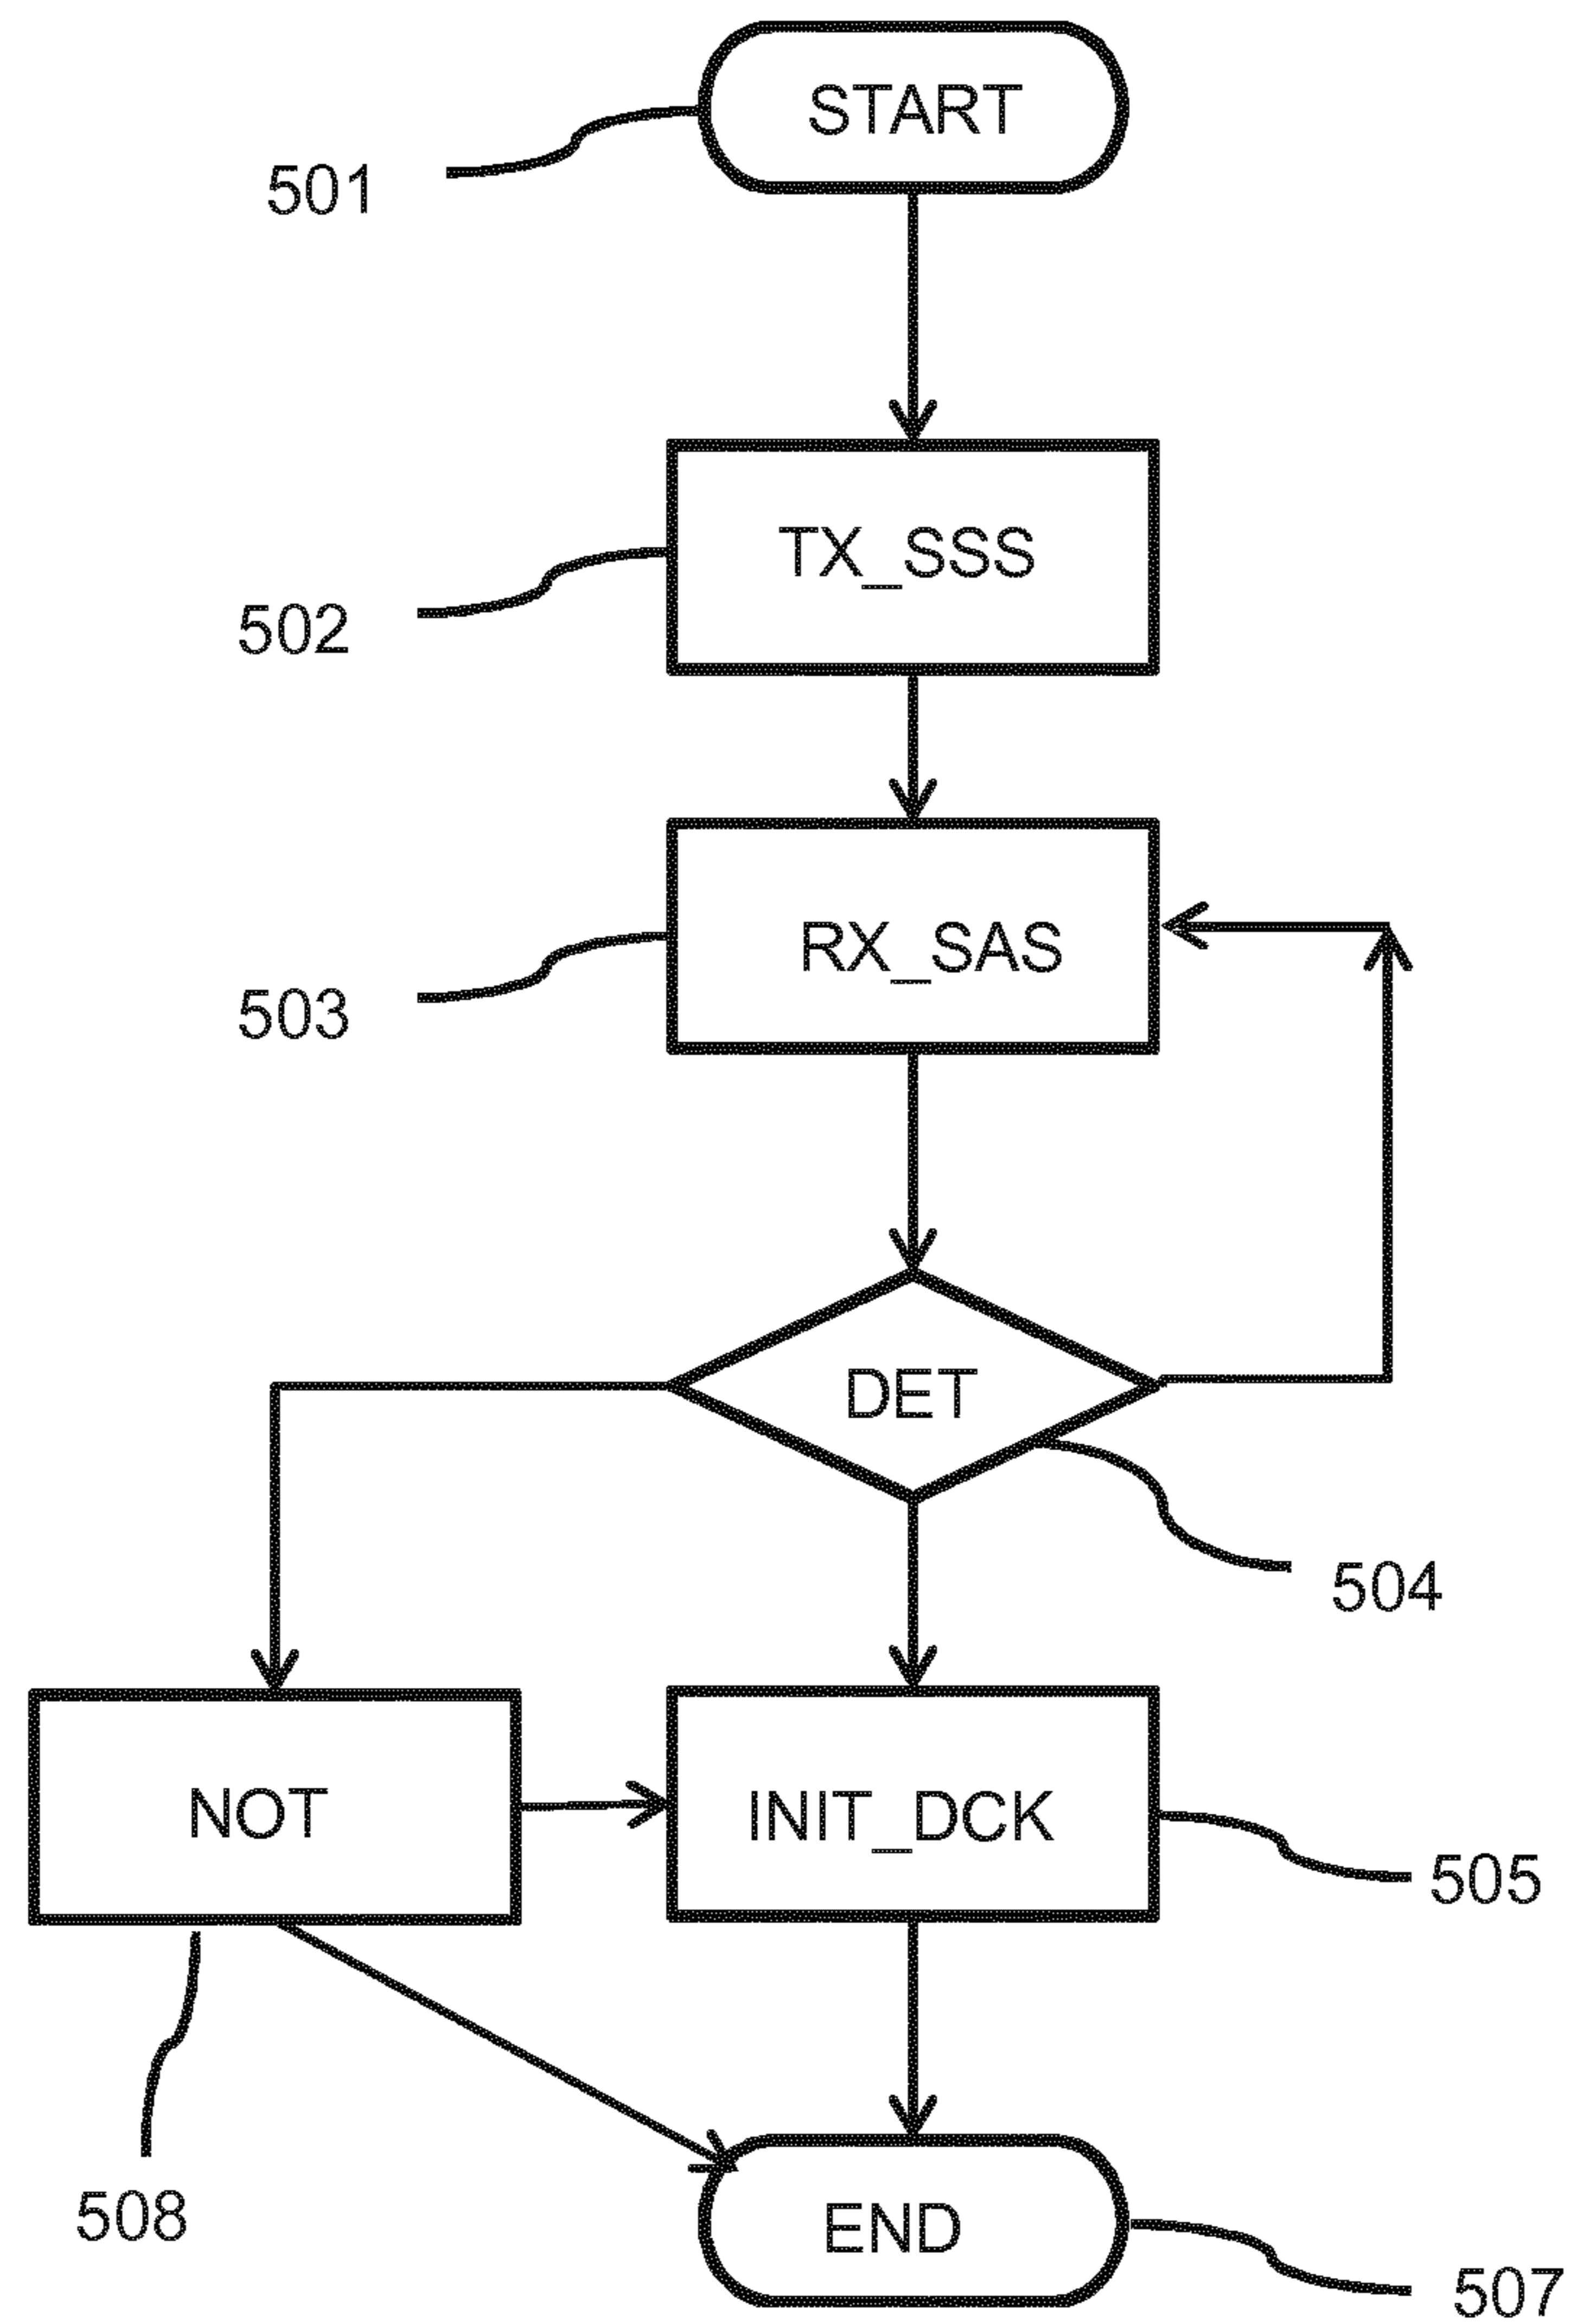 START
501
TX_SSS
502
RX_SAS
503
DET
504
NOT
INIT_DCK
505
508
END
507